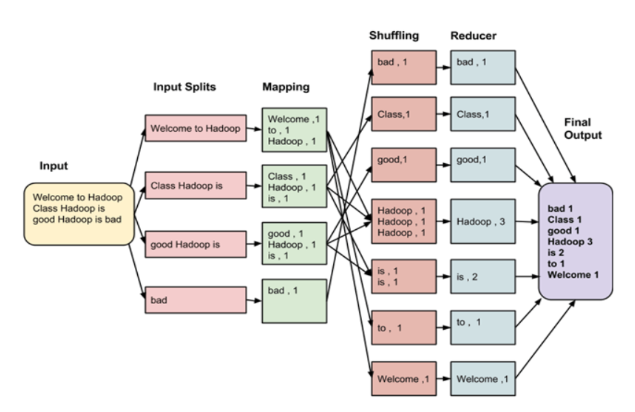 Shuffling
Reducer
Input Splits
Mapping
Final
Output
Input
Welcome to Hadoop
Class Hadoop is
good Hadoop is bad
Welcome to Hadoop
Class Hadoop is
good Hadoop is
bad
Welcome ,1
to , 1
Hadoop , 1
Class , 1
Hadoop , 1
is , 1
good , 1
Hadoop , 1
is , 1
bad , 1
bad , 1
Class,1
good,1
Hadoop , 1
Hadoop , 1
Hadoop , 1
is , 1
is , 1
to , 1
Welcome ,1
bad , 1
Class,1
good,1
Hadoop , 3
is , 2
to , 1
Welcome ,1
bad 1
Class 1
good 1
Hadoop 3
is 2
to 1
Welcome 1